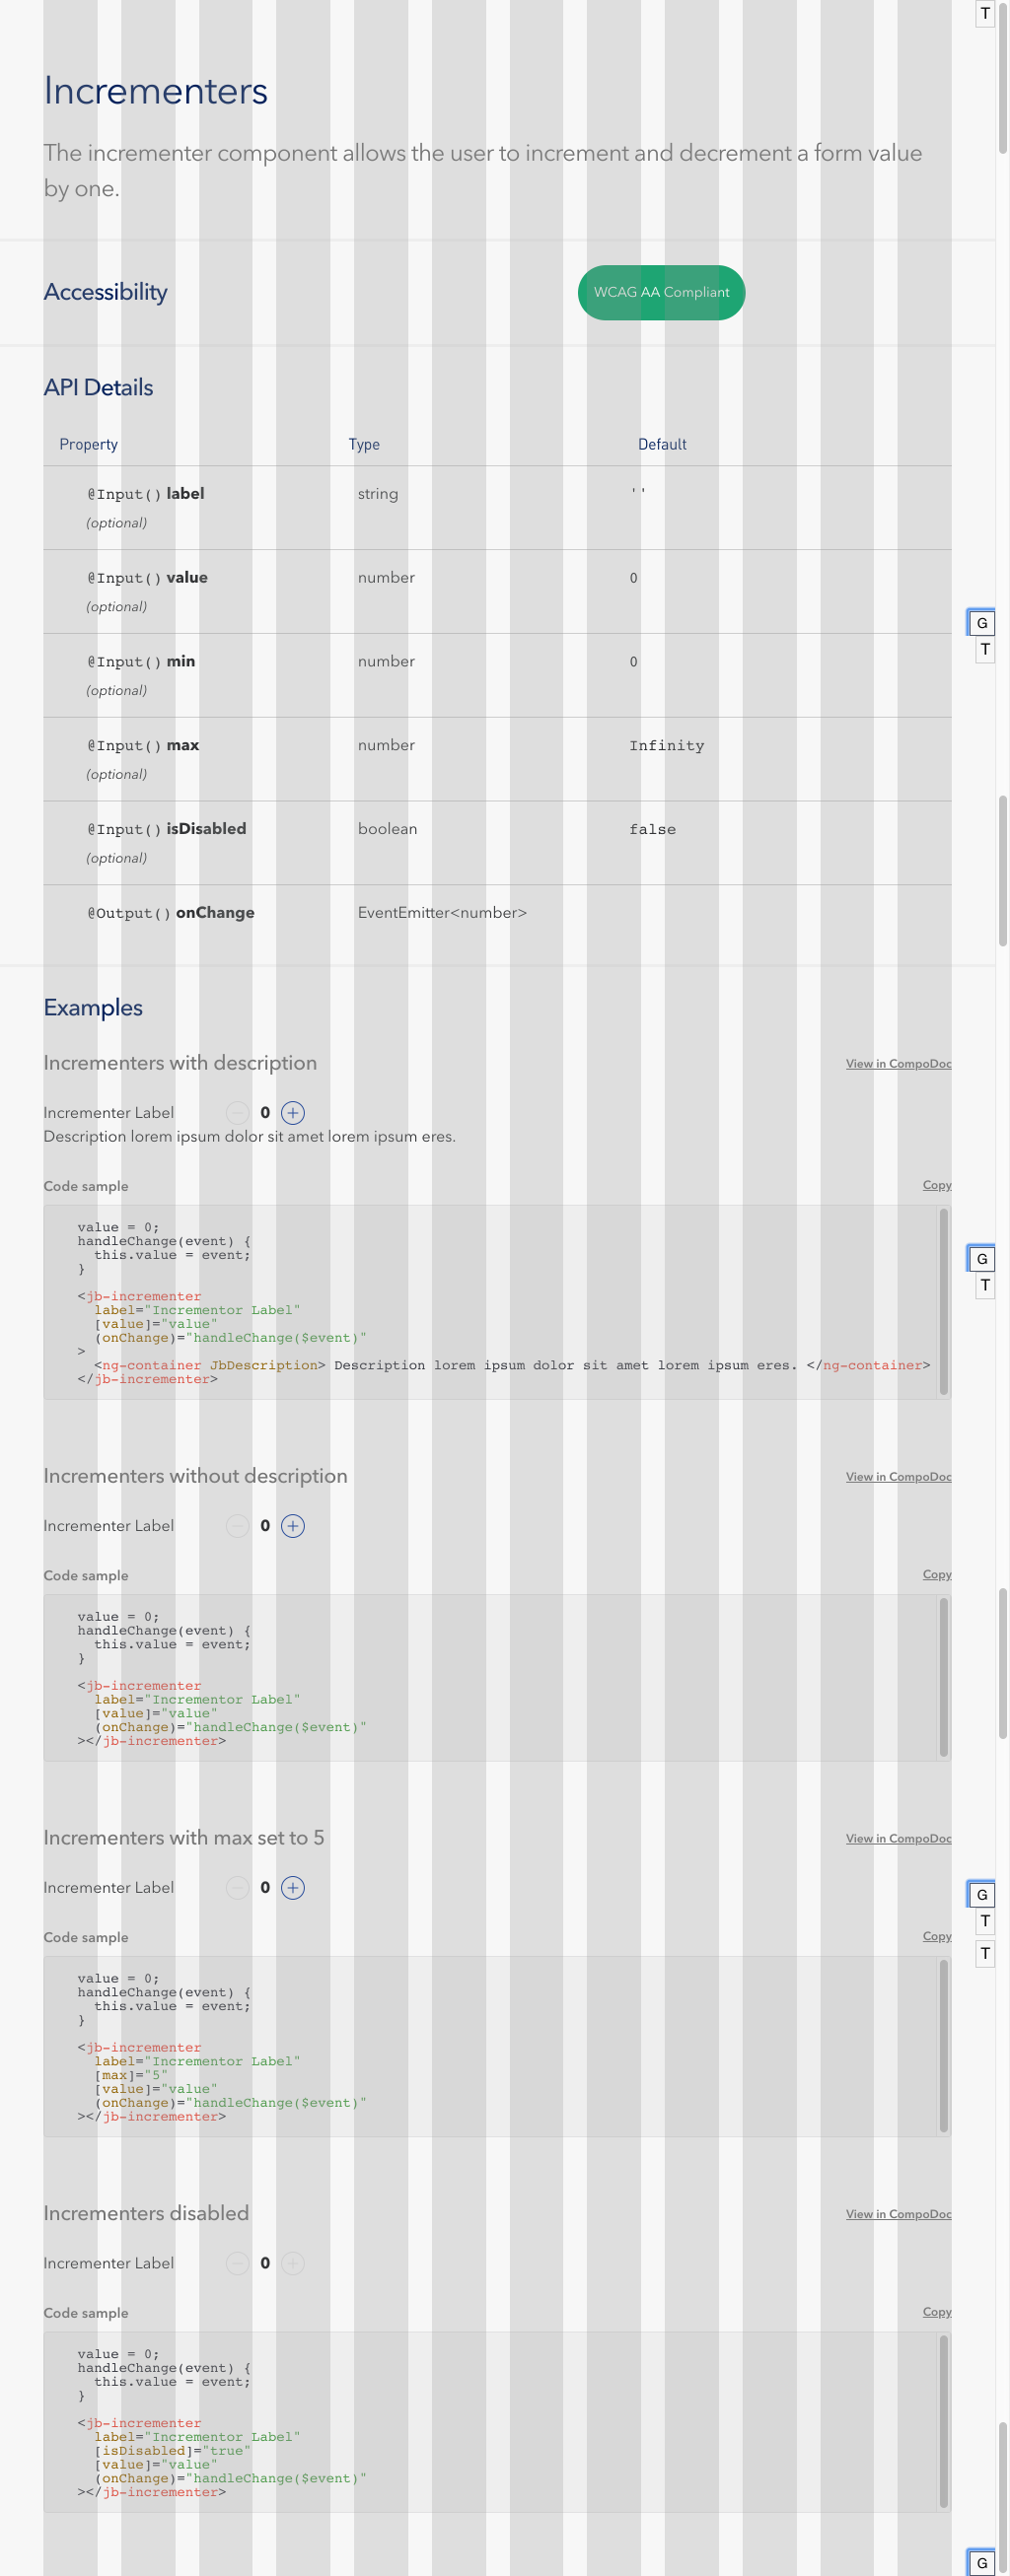 T
Incrementers
The incrementer component allows the user to increment and decrement a form value
by one.
Accessibility
WCAG AA Compliant
API Details
Property Type Default
@Input() label string ''
(optional)
@Input() value number 0
(optional)
G
@Input() min number 0
T
(optional)
@Input() max number Infinity
(optional)
@Input() isDisabled boolean false
(optional)
@Output() onChange EventEmitter<number>
Examples
Incrementers with description View in CompoDoc
Incrementer Label 0
Description lorem ipsum dolor sit amet lorem ipsum eres.
Code sample Copy
value = 0;
handleChange(event) {
this.value = event;
}
G
T
<jb-incrementer
label="Incrementor Label"
[value]="value"
(onChange)="handleChange($event)"
>
<ng-container JbDescription> Description lorem ipsum dolor sit amet lorem ipsum eres. </ng-container>
</jb-incrementer>
Incrementers without description View in CompoDoc
Incrementer Label 0
Code sample Copy
value = 0;
handleChange(event) {
this.value = event;
}
<jb-incrementer
label="Incrementor Label"
[value]="value"
(onChange)="handleChange($event)"
></jb-incrementer>
Incrementers with max set to 5 View in CompoDoc
Incrementer Label 0
G
T
Code sample Copy
T
value = 0;
handleChange(event) {
this.value = event;
}
<jb-incrementer
label="Incrementor Label"
[max]="5"
[value]="value"
(onChange)="handleChange($event)"
></jb-incrementer>
Incrementers disabled View in CompoDoc
Incrementer Label 0
Code sample Copy
value = 0;
handleChange(event) {
this.value = event;
}
<jb-incrementer
label="Incrementor Label"
[isDisabled]="true"
[value]="value"
(onChange)="handleChange($event)"
></jb-incrementer>
G